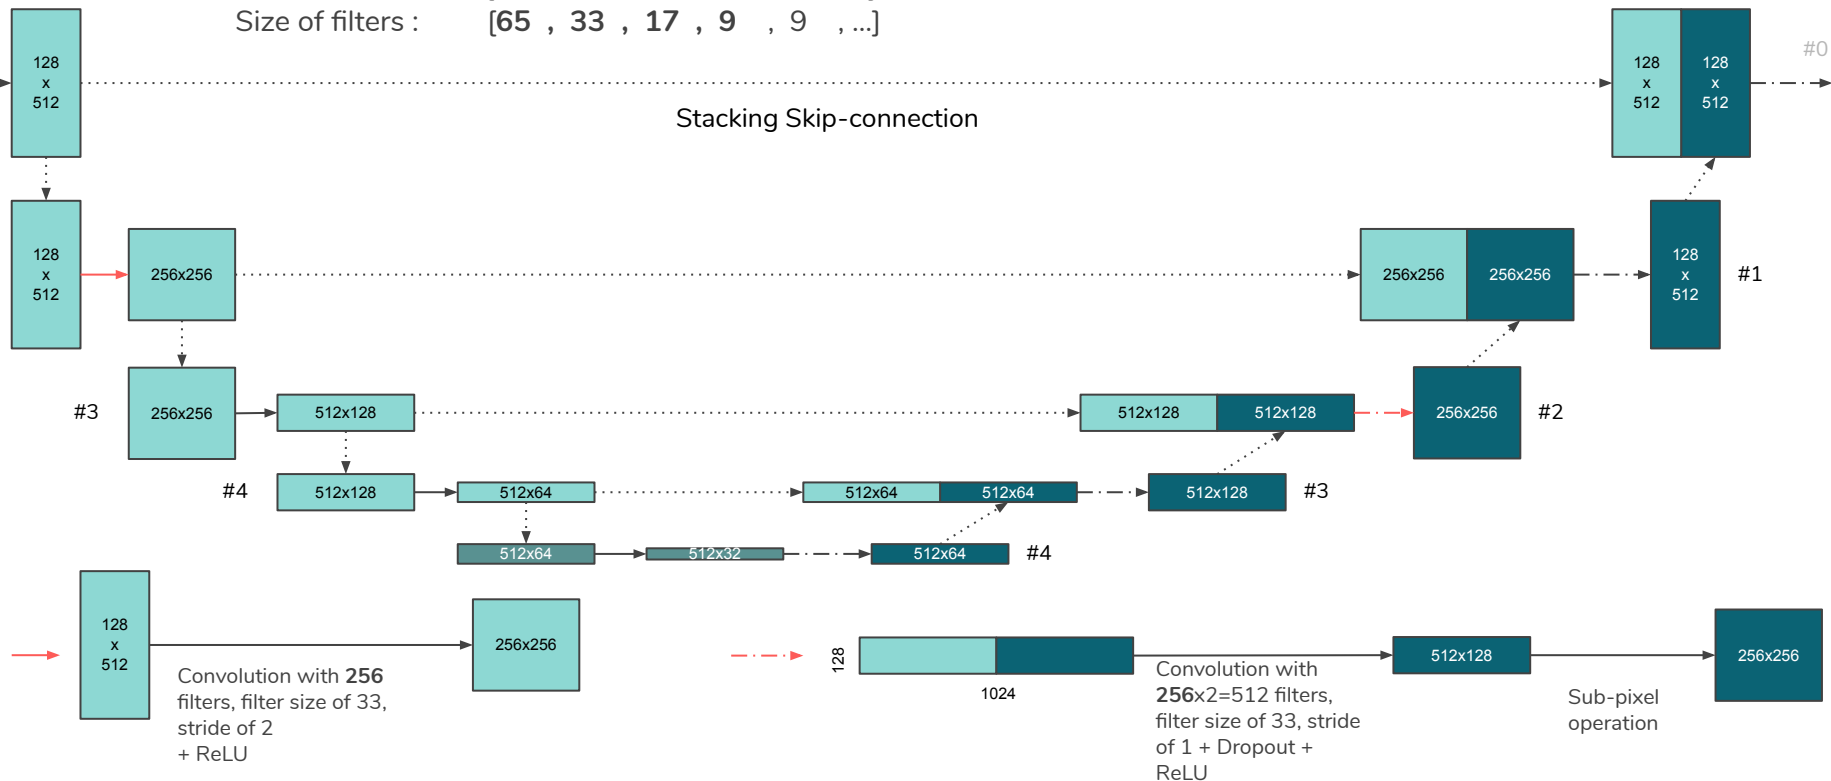 Size of filters : [65 , 33 , 17 , 9 , 9 , ...]
128
x
512
128
x
512
128
x
512
#0
Stacking Skip-connection
128
x
512
256x256
256x256
256x256
128
x
512
#1
#3
256x256
512x128
512x128
512x128
256x256
#2
#4
512x128
512x64
512x64
512x64
512x128
#3
512x64
512x32
512x64
#4
128
x
512
256x256
Convolution with 256
filters, filter size of 33,
stride of 2
+ ReLU
128
1024
Convolution with
256x2=512 filters,
filter size of 33, stride
of 1 + Dropout +
ReLU
512x128
Sub-pixel
operation
256x256